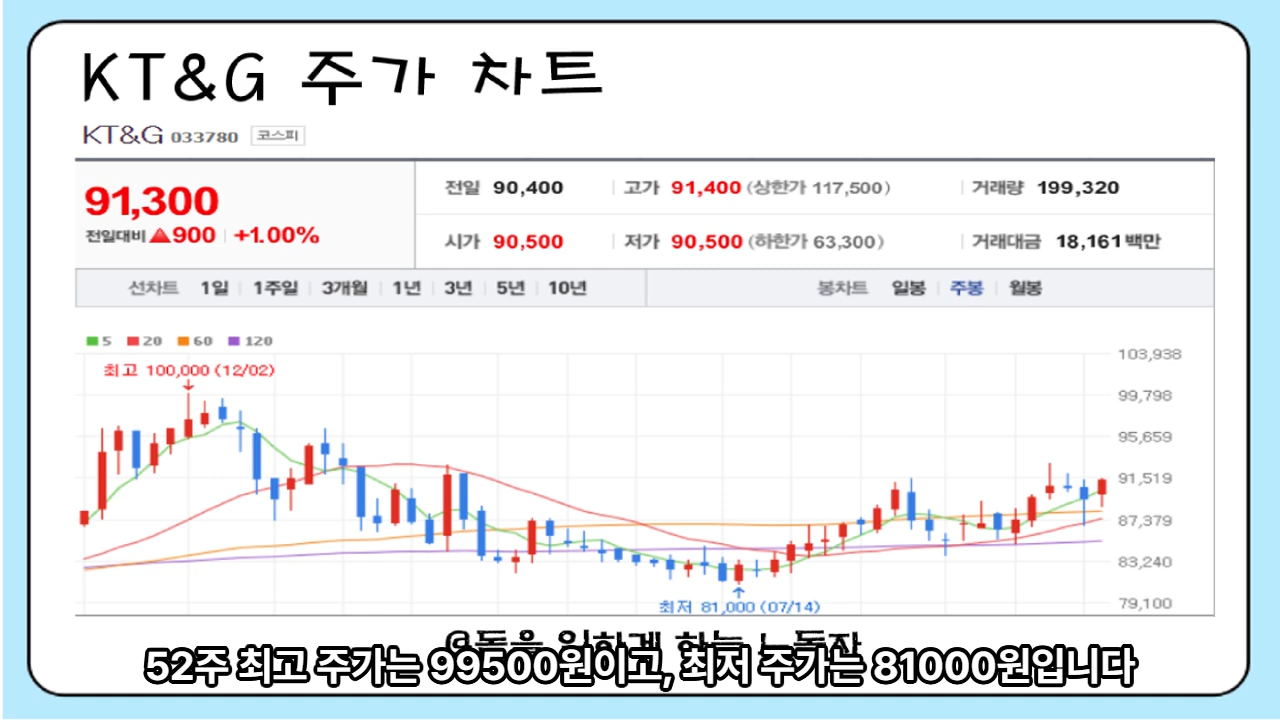 KT&G 주가 차트
KT&G 033780 코스피
91,300
전일대비 ▲900 +1.00%
전일 90,400 고가 91,400 (상한가 117,500) 거래량 199,320
시가 90,500 저가 90,500 (하한가 63,300) 거래대금 18,161 백만
선차트 1일 1주일 3개월 1년 3년 5년 10년 봉차트 일봉 주봉 월봉
5 20 60 120
최고 100,000 (12/02)
103,938
99,798
95,659
91,519
87,379
83,240
79,100
최저 81,000 (07/14)
52주 최고 주가는 99500원이고, 최저 주가는 81000원입니다